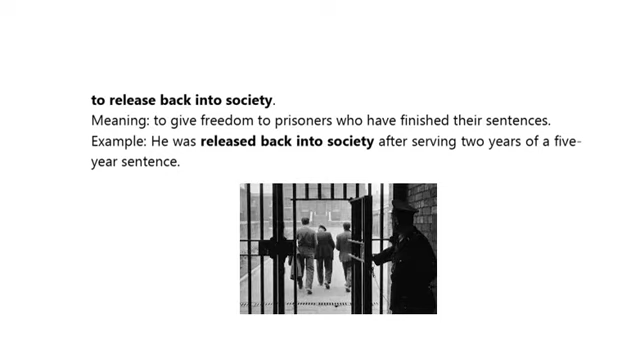 to release back into society.
Meaning: to give freedom to prisoners who have finished their sentences.
Example: He was released back into society after serving two years of a five-
year sentence.